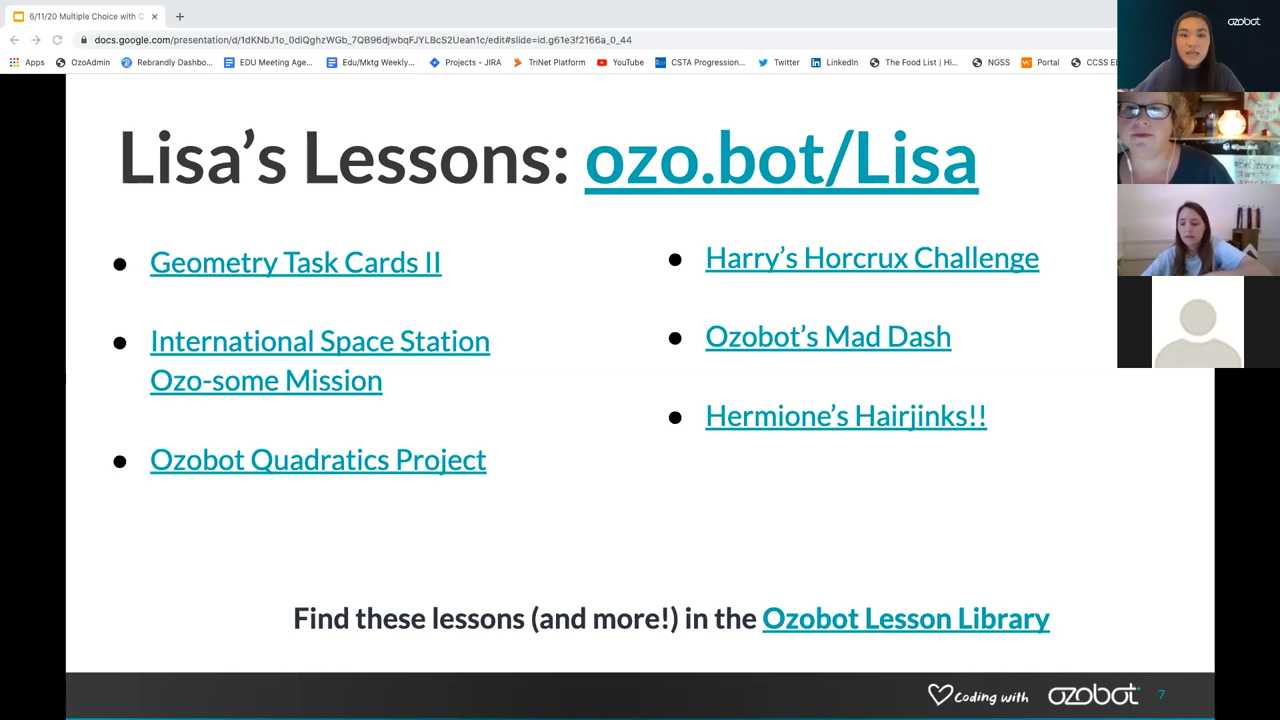 6/11/20 Multiple Choice with
docs.google.com/presentation/d/1dKNbJ1o_0diQghzWGb_7QB96djwbqFJYLBcS2Uean1c/edit#slide=id.g61e3f2166a_0_44
Apps OzoAdmin Rebrandly Dashbo... EDU Meeting Age... Edu/Mktg Weekly... Projects - JIRA TriNet Platform YouTube CSTA Progression... Twitter LinkedIn The Food List | Hi... NGSS Portal CCSS
ozobot
Lisa's Lessons: ozo.bot/Lisa
Geometry Task Cards II
International Space Station
Ozo-some Mission
Ozobot Quadratics Project
Harry's Horcrux Challenge
Ozobot's Mad Dash
Hermione's Hairjinks!!
Find these lessons (and more!) in the Ozobot Lesson Library
Coding with ozobot 7